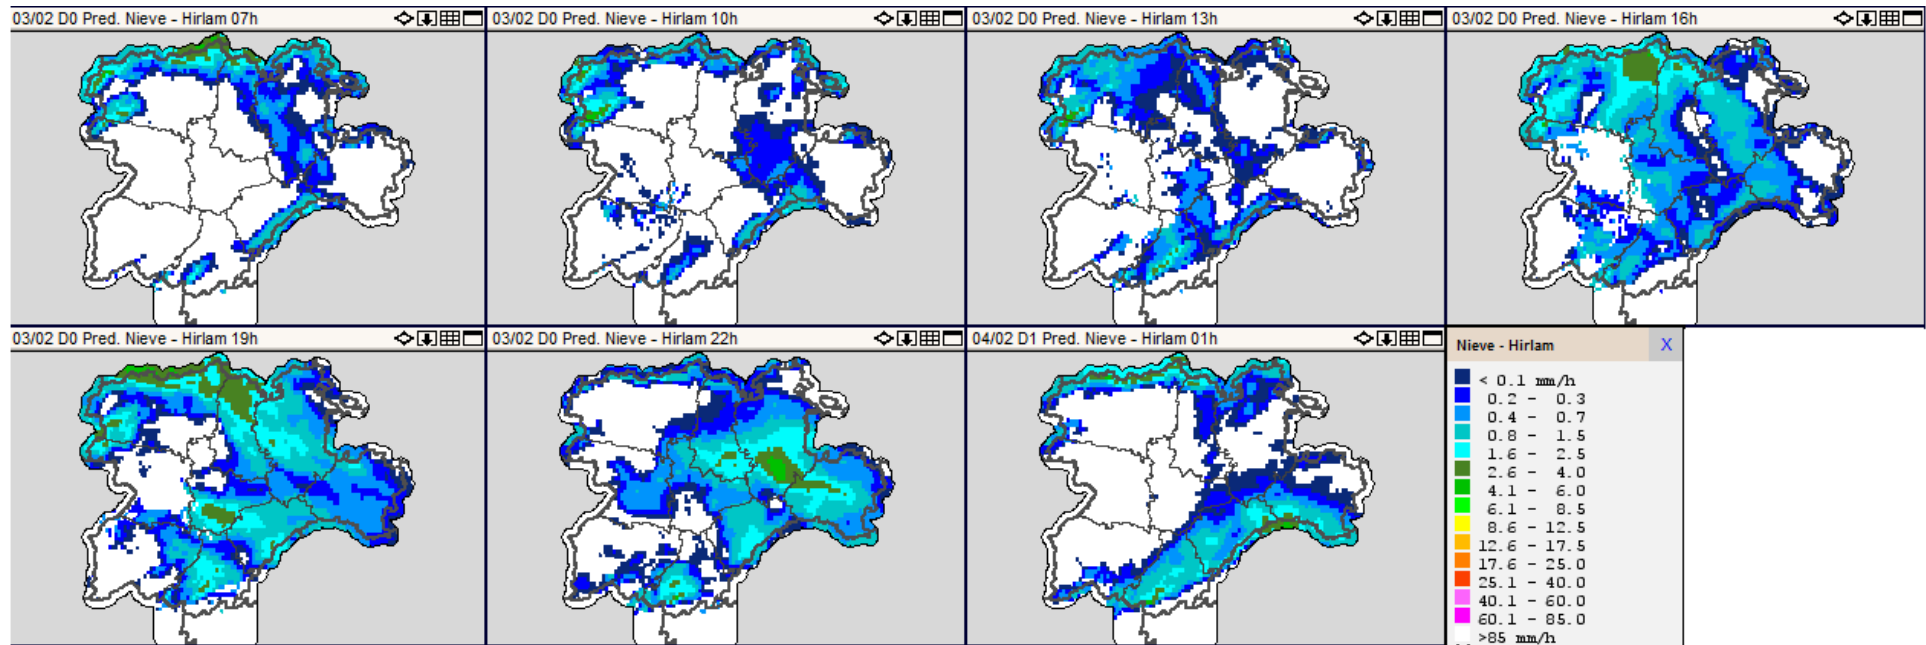 03/02 D0 Pred. Nieve - Hirlam 07h
03/02 D0 Pred. Nieve - Hirlam 10h
03/02 D0 Pred. Nieve - Hirlam 13h
03/02 D0 Pred. Nieve - Hirlam 16h
03/02 D0 Pred. Nieve - Hirlam 19h
03/02 D0 Pred. Nieve - Hirlam 22h
04/02 D1 Pred. Nieve - Hirlam 01h
Nieve - Hirlam X
< 0.1 mm/h
0.2 - 0.3
0.4 - 0.7
0.8 - 1.5
1.6 - 2.5
2.6 - 4.0
4.1 - 6.0
6.1 - 8.5
8.6 - 12.5
12.6 - 17.5
17.6 - 25.0
25.1 - 40.0
40.1 - 60.0
60.1 - 85.0
>85 mm/h